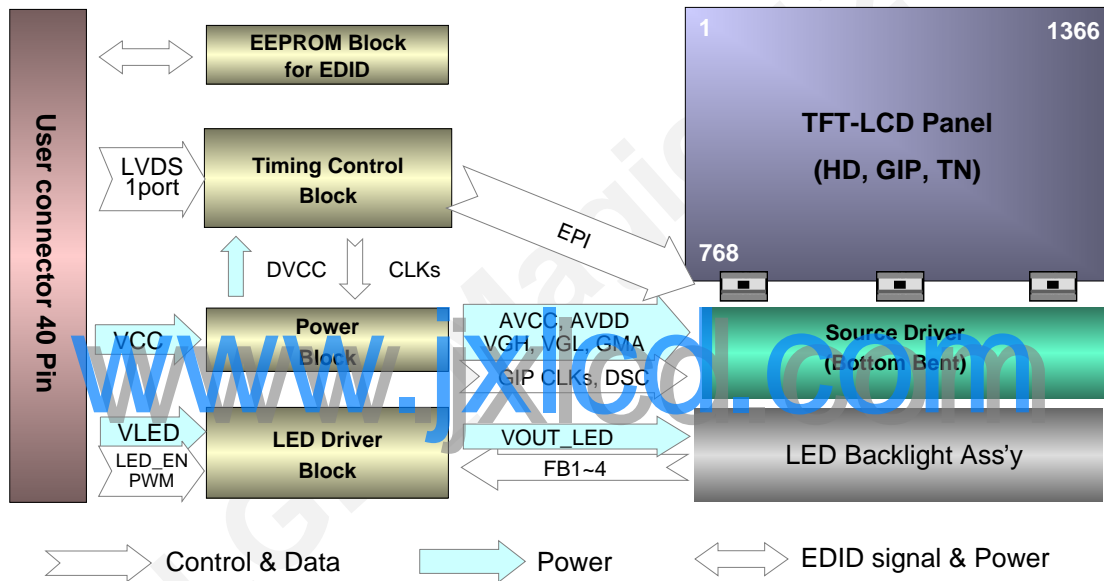 User connector 40 Pin
EEPROM Block
for EDID
LVDS
1port
Timing Control
Block
EPI
DVCC
CLKs
1
1366
TFT-LCD Panel
(HD, GIP, TN)
768
VCC
Power
Block
AVCC, AVDD
VGH, VGL, GMA
GIP CLKs, DSC
Source Driver
(Bottom Bent)
www.jxlcd.com
VLED
LED_EN
PWM
LED Driver
Block
VOUT_LED
FB1~4
LED Backlight Ass'y
Control & Data
Power
EDID signal & Power